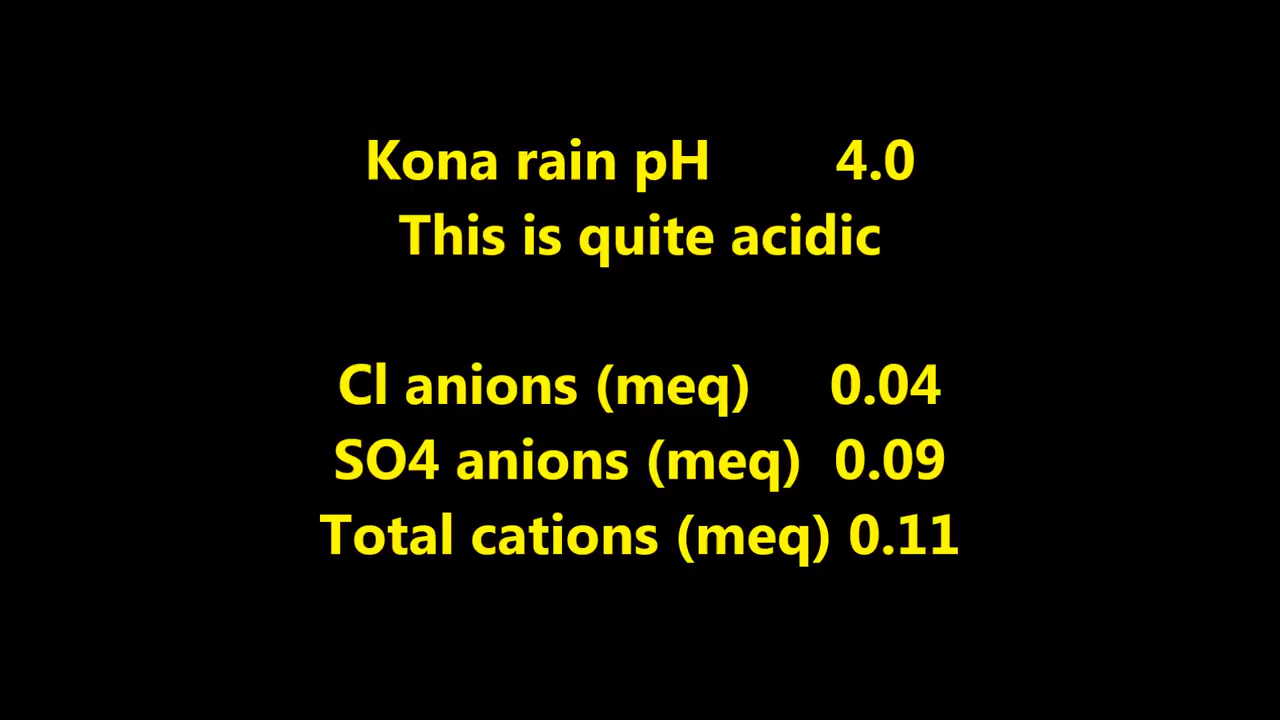 Kona rain pH 4.0
This is quite acidic
Cl anions (meq) 0.04
SO4 anions (meq) 0.09
Total cations (meq) 0.11